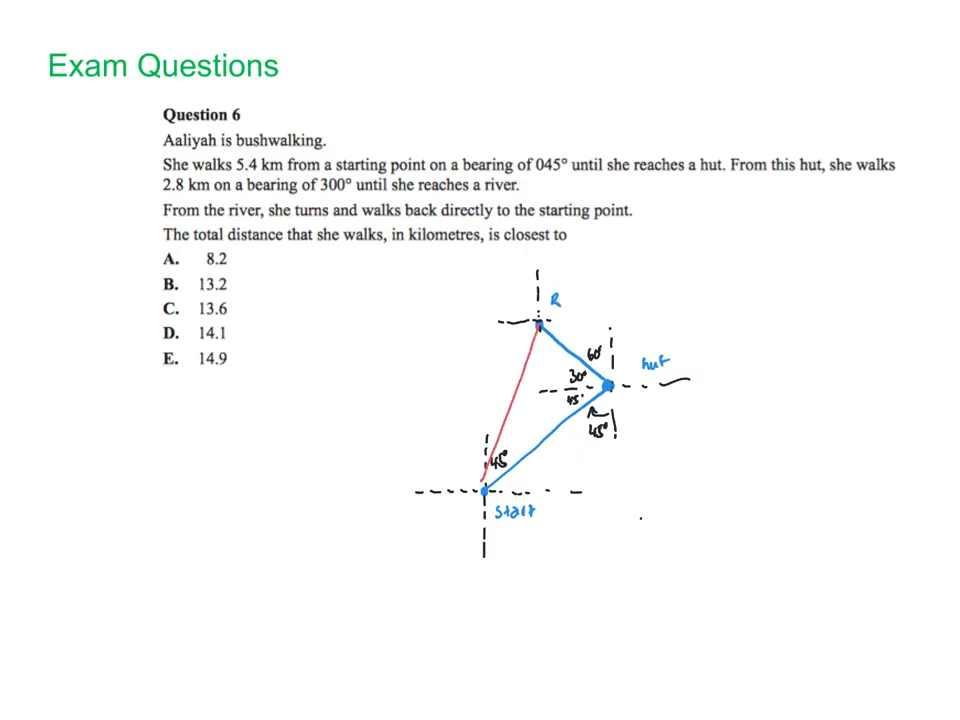 Exam Questions
Question 6
Aaliyah is bushwalking.
She walks 5.4 km from a starting point on a bearing of 045° until she reaches a hut. From this hut, she walks
2.8 km on a bearing of 300° until she reaches a river.
From the river, she turns and walks back directly to the starting point.
The total distance that she walks, in kilometres, is closest to
A. 8.2
B. 13.2
C. 13.6
D. 14.1
E. 14.9
R
60°
hut
30°
45°
45°
45°
start